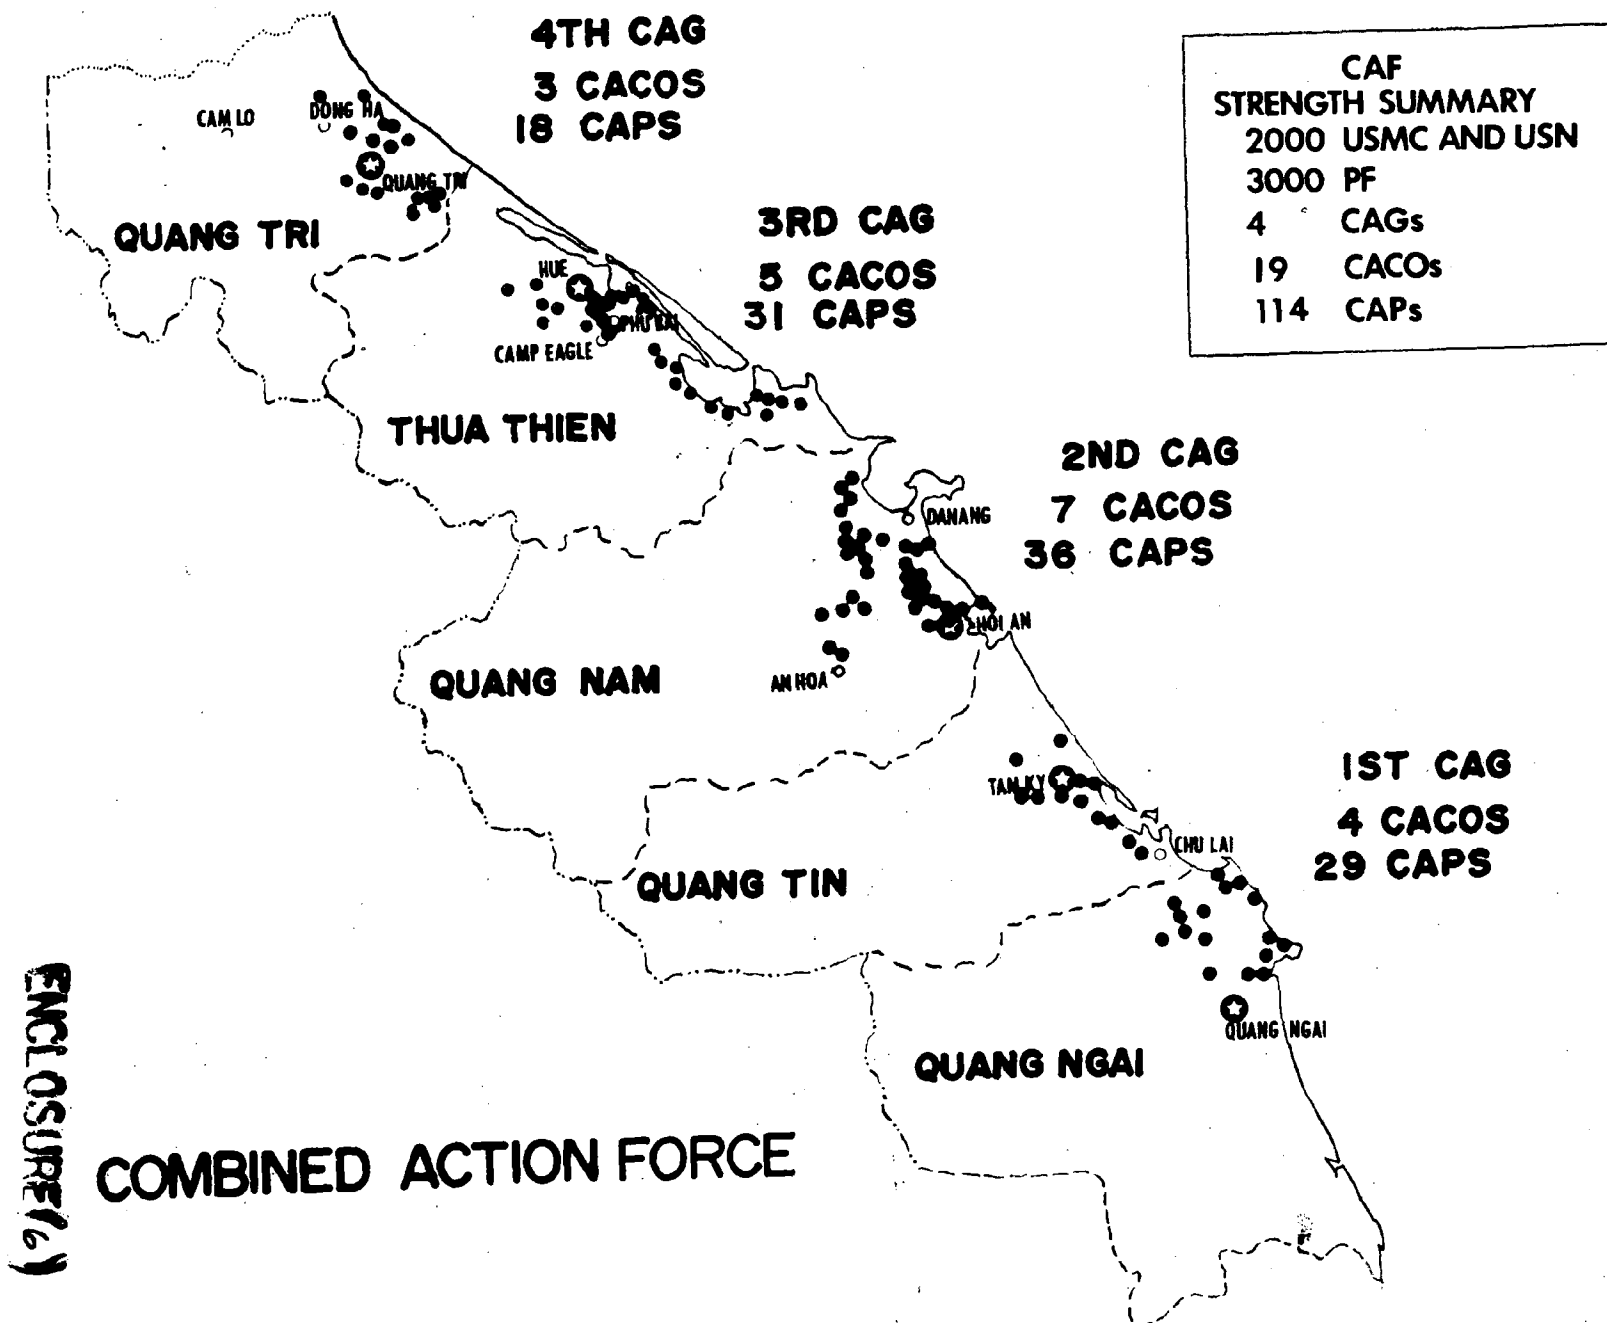 4TH CAG
3 CACOS
18 CAPS
CAF
STRENGTH SUMMARY
2000 USMC AND USN
3000 PF
4 CAGs
19 CACOs
114 CAPs
CAM LO
DONG HA
QUANG TRI
QUANG TRI
3RD CAG
5 CACOS
31 CAPS
HUE
PHU BAI
CAMP EAGLE
THUA THIEN
2ND CAG
7 CACOS
36 CAPS
DANANG
HOI AN
QUANG NAM
AN HOA
1ST CAG
4 CACOS
29 CAPS
TAM KY
CHU LAI
QUANG TIN
QUANG NGAI
QUANG NGAI
COMBINED ACTION FORCE
ENCLOSURE (6)